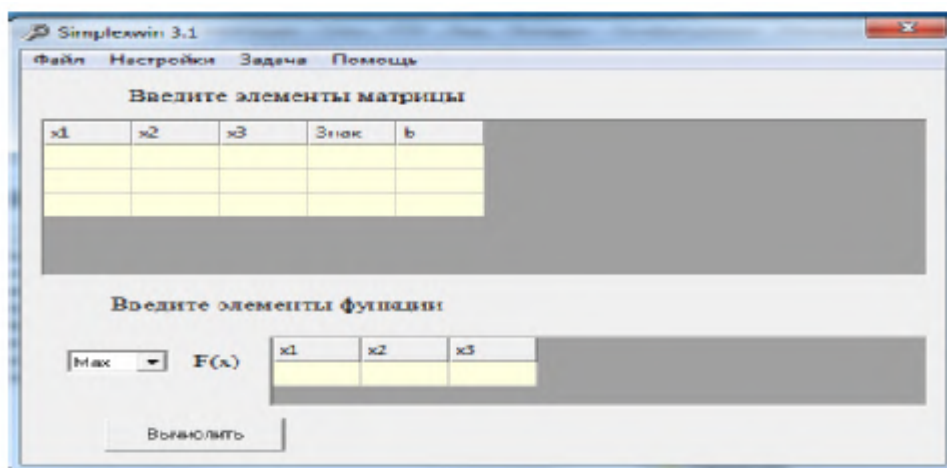 Simplexwin 3.1
Файл Настройки Задача Помощь
Введите элементы матрицы
x1 x2 x3 Знак b
Введите элементы функции
x1 x2 x3
Max F(x)
Вычислить